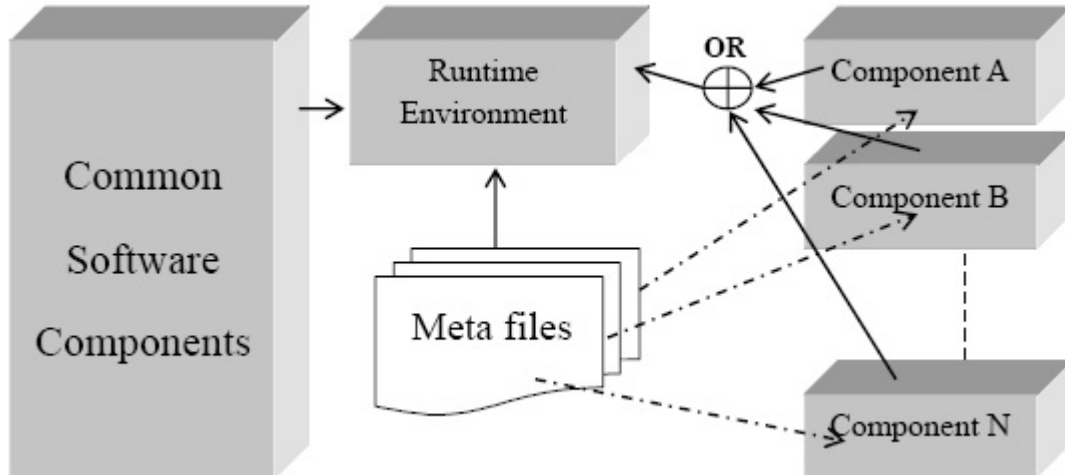 Common
Software
Components
Runtime
Environment
OR
Component A
Component B
Meta files
Component N